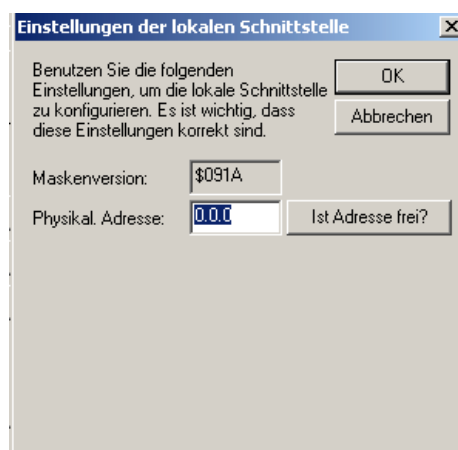 Einstellungen der lokalen Schnittstelle
Benutzen Sie die folgenden
Einstellungen, um die lokale Schnittstelle
zu konfigurieren. Es ist wichtig, dass
diese Einstellungen korrekt sind.
OK
Abbrechen
Maskenversion: $091A
Physikal. Adresse: 0.0.0 Ist Adresse frei?